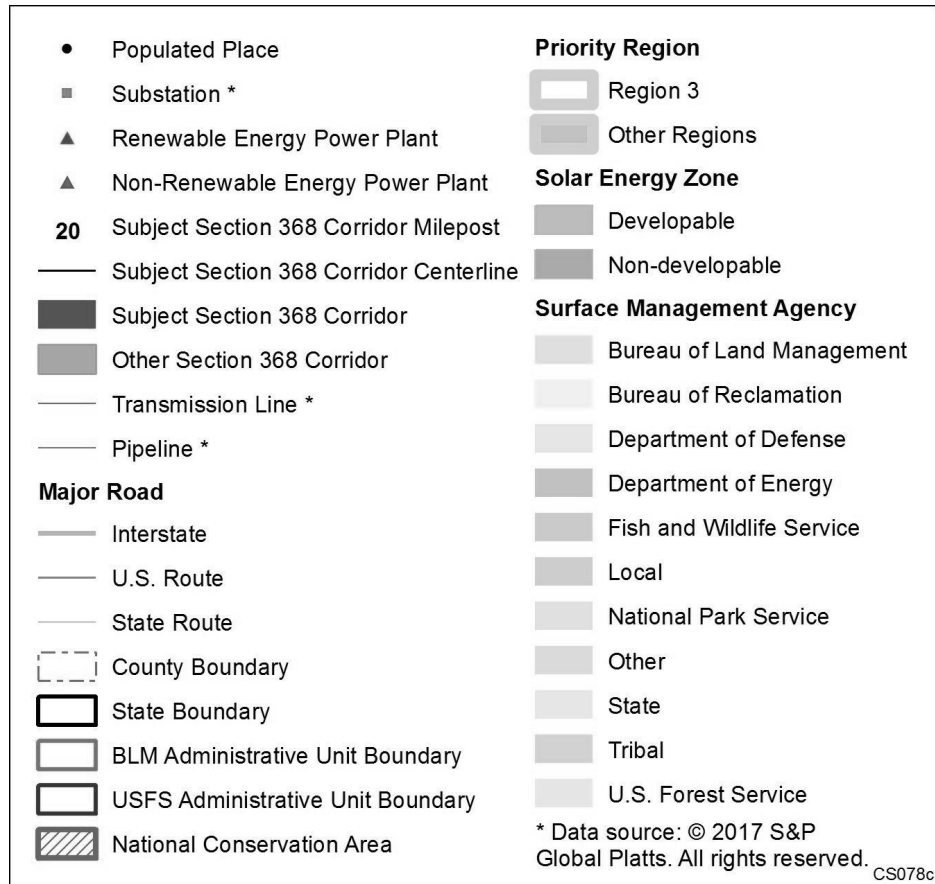 Populated Place
Substation *
Renewable Energy Power Plant
Non-Renewable Energy Power Plant
20 Subject Section 368 Corridor Milepost
Subject Section 368 Corridor Centerline
Subject Section 368 Corridor
Other Section 368 Corridor
Transmission Line *
Pipeline *
Major Road
Interstate
U.S. Route
State Route
County Boundary
State Boundary
BLM Administrative Unit Boundary
USFS Administrative Unit Boundary
National Conservation Area
Priority Region
Region 3
Other Regions
Solar Energy Zone
Developable
Non-developable
Surface Management Agency
Bureau of Land Management
Bureau of Reclamation
Department of Defense
Department of Energy
Fish and Wildlife Service
Local
National Park Service
Other
State
Tribal
U.S. Forest Service
* Data source: © 2017 S&P
Global Platts. All rights reserved.
CS078c